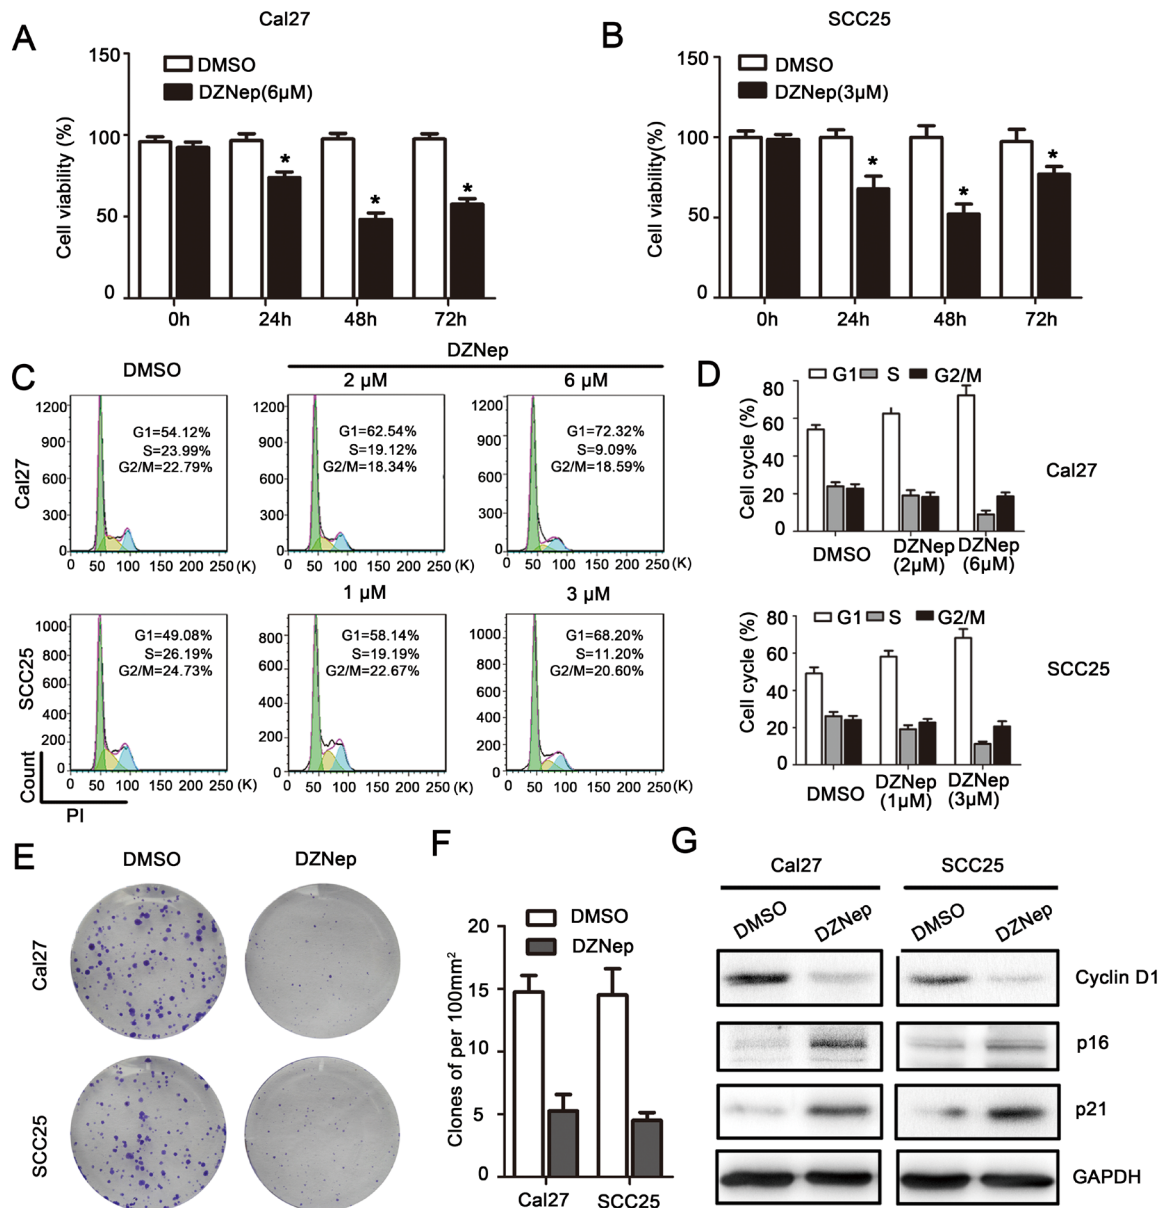 Cal27
SCC25
A
B
150
100
50
0
Cell viability (%)
DMSO
DZNep(6µM)
*
*
*
0h
24h
48h
72h
150
100
50
0
Cell viability(%)
DMSO
DZNep(3µM)
*
*
*
0h
24h
48h
72h
C
DMSO
DZNep
2 µM
6 µM
Cal27
1200
900
600
300
0
G1=54.12%
S=23.99%
G2/M=22.79%
0 50 100 150 200 250 (K)
1200
900
600
300
0
G1=62.54%
S=19.12%
G2/M=18.34%
0 50 100 150 200 250 (K)
1200
900
600
300
0
G1=72.32%
S=9.09%
G2/M=18.59%
0 50 100 150 200 250 (K)
1 µM
3 µM
SCC25
1000
800
600
400
200
0
G1=49.08%
S=26.19%
G2/M=24.73%
0 50 100 150 200 250 (K)
800
600
400
200
0
G1=58.14%
S=19.19%
G2/M=22.67%
0 50 100 150 200 250 (K)
1000
800
600
400
200
0
G1=68.20%
S=11.20%
G2/M=20.60%
0 50 100 150 200 250 (K)
Count
PI
D
G1 S G2/M
80
60
40
20
0
Cell cycle (%)
Cal27
DMSO
DZNep
(2µM)
DZNep
(6µM)
G1 S G2/M
80
60
40
20
0
Cell cycle (%)
SCC25
DMSO
DZNep
(1µM)
DZNep
(3µM)
E
DMSO
DZNep
Cal27
SCC25
F
DMSO
DZNep
20
15
10
5
0
Clones of per 100mm²
Cal27
SCC25
G
Cal27
SCC25
DMSO
DZNep
DMSO
DZNep
Cyclin D1
p16
p21
GAPDH